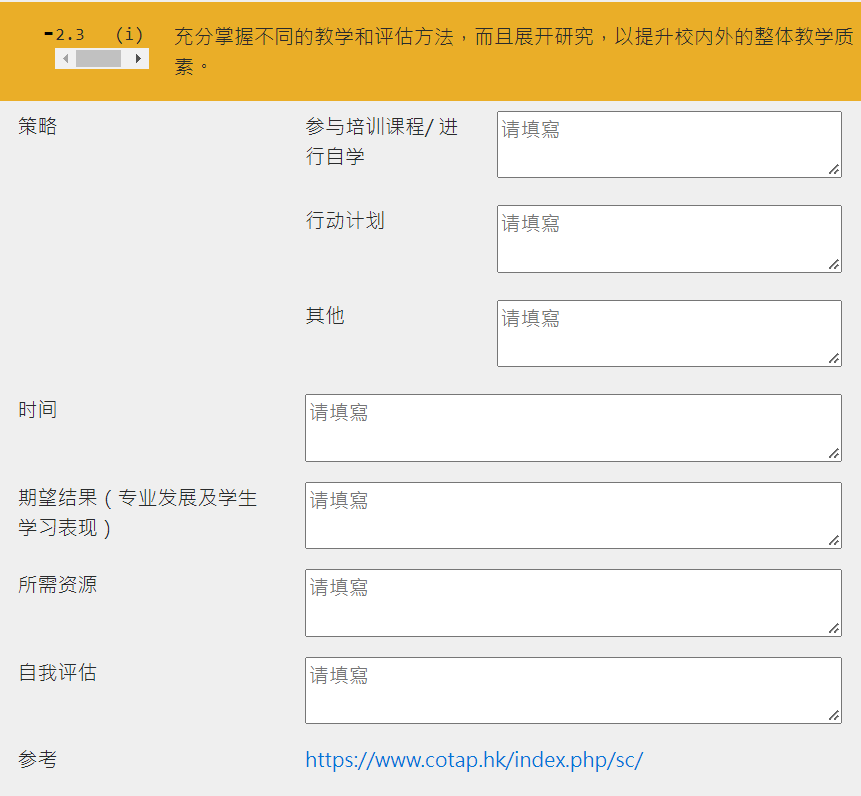 -2.3 (i) 充分掌握不同的教学和评估方法，而且展开研究，以提升校内外的整体教学质
素。
策略
参与培训课程/ 进
行自学
请填寫
行动计划
请填寫
其他
请填寫
时间
请填寫
期望结果（专业发展及学生
学习表现）
请填寫
所需资源
请填寫
自我评估
请填寫
参考
https://www.cotap.hk/index.php/sc/